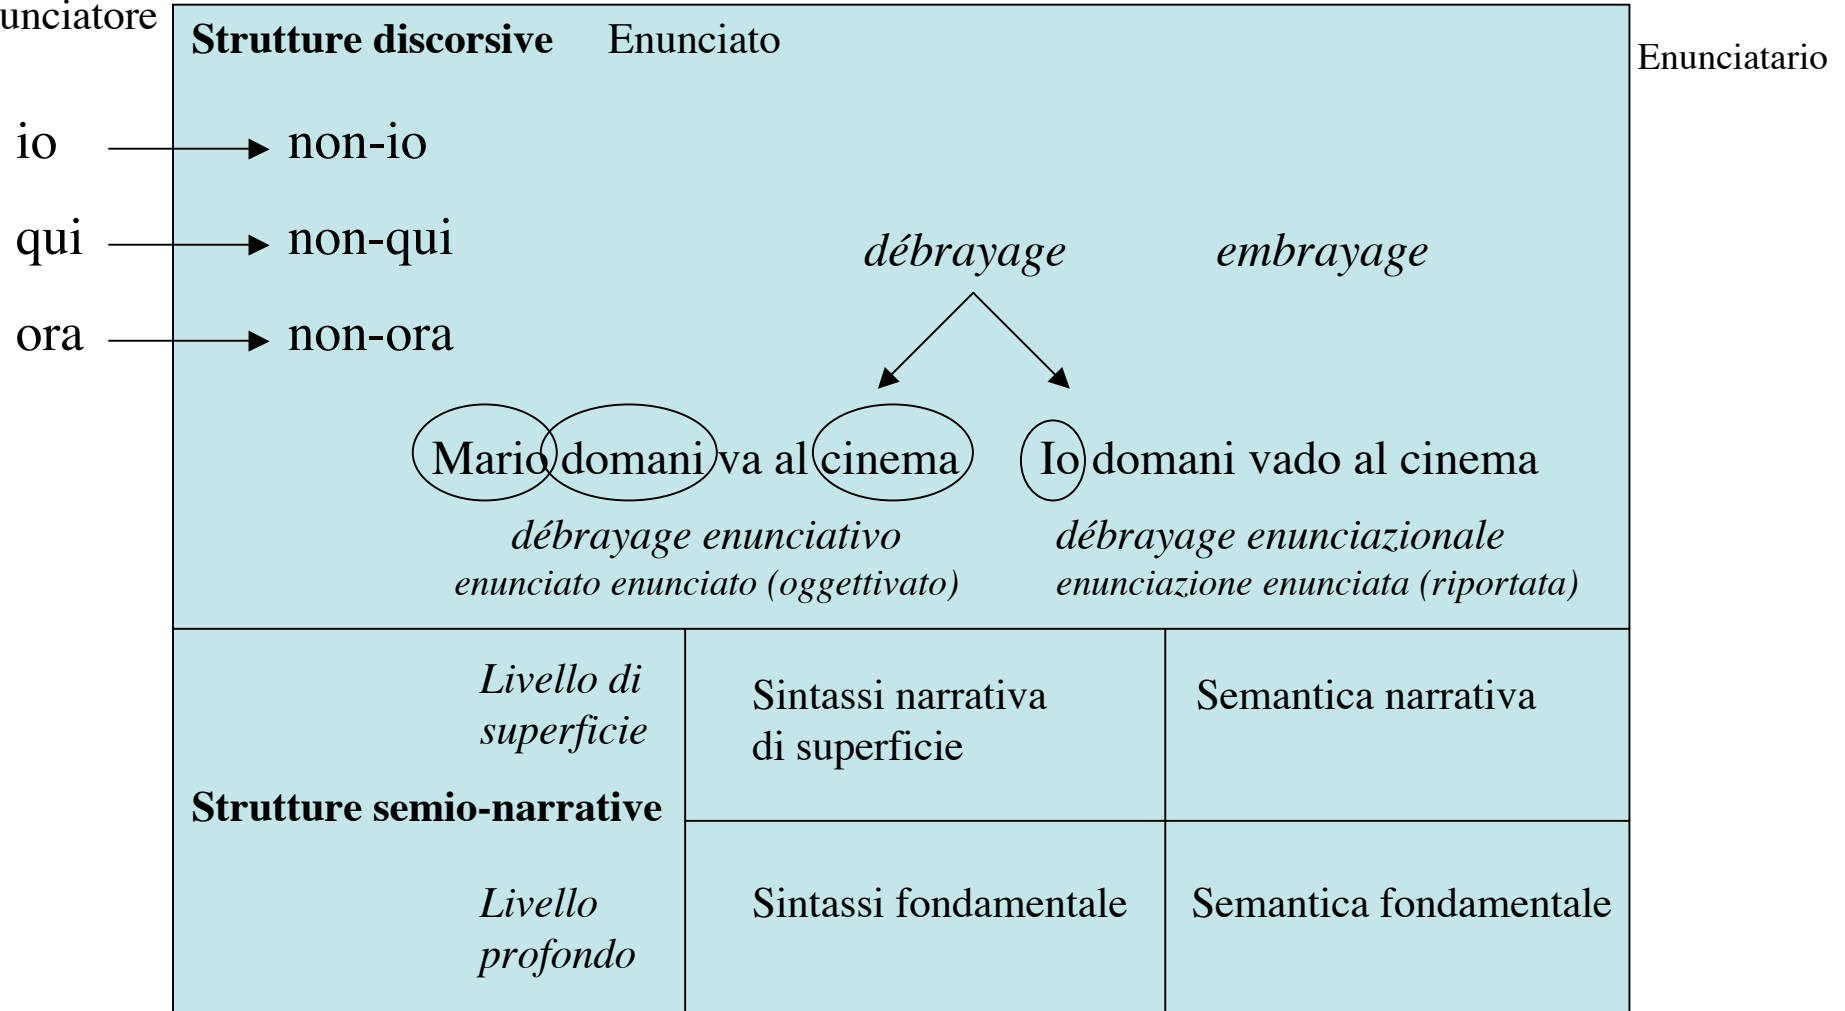 unciatore
Strutture discorsive Enunciato
Enunciatario
io non-io
qui non-qui
débrayage embrayage
ora non-ora
Mario domani va al cinema Io domani vado al cinema
débrayage enunciativo débrayage enunciazionale
enunciato enunciato (oggettivato) enunciazione enunciata (riportata)
Livello di
superficie
Sintassi narrativa
di superficie
Semantica narrativa
Strutture semio-narrative
Livello
profondo
Sintassi fondamentale
Semantica fondamentale